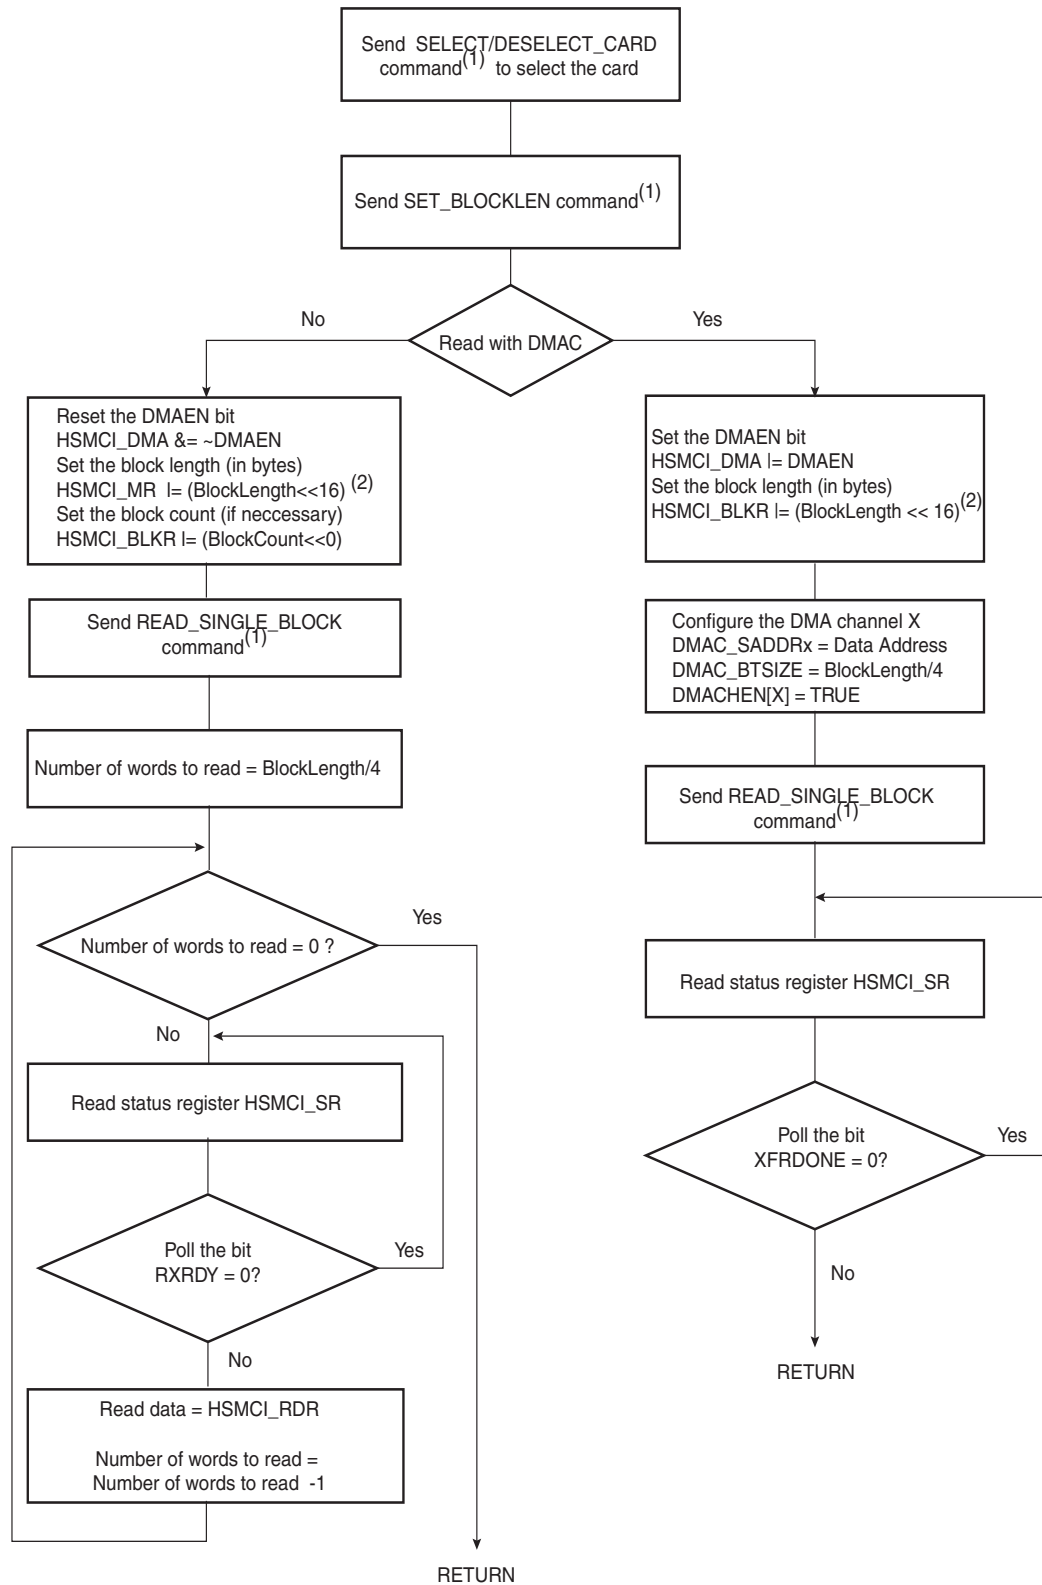 Send SELECT/DESELECT_CARD
command(1) to select the card
Send SET_BLOCKLEN command(1)
No
Yes
Read with DMAC
Reset the DMAEN bit
HSMCI_DMA &= ~DMAEN
Set the block length (in bytes)
HSMCI_MR |= (BlockLength<<16) (2)
Set the block count (if neccessary)
HSMCI_BLKR |= (BlockCount<<0)
Send READ_SINGLE_BLOCK
command(1)
Number of words to read = BlockLength/4
Number of words to read = 0 ?
Yes
No
Read status register HSMCI_SR
Poll the bit
RXRDY = 0?
Yes
No
Read data = HSMCI_RDR
Number of words to read =
Number of words to read -1
RETURN
Set the DMAEN bit
HSMCI_DMA |= DMAEN
Set the block length (in bytes)
HSMCI_BLKR |= (BlockLength << 16)(2)
Configure the DMA channel X
DMAC_SADDRx = Data Address
DMAC_BTSIZE = BlockLength/4
DMACHEN[X] = TRUE
Send READ_SINGLE_BLOCK
command(1)
Read status register HSMCI_SR
Poll the bit
XFRDONE = 0?
Yes
No
RETURN